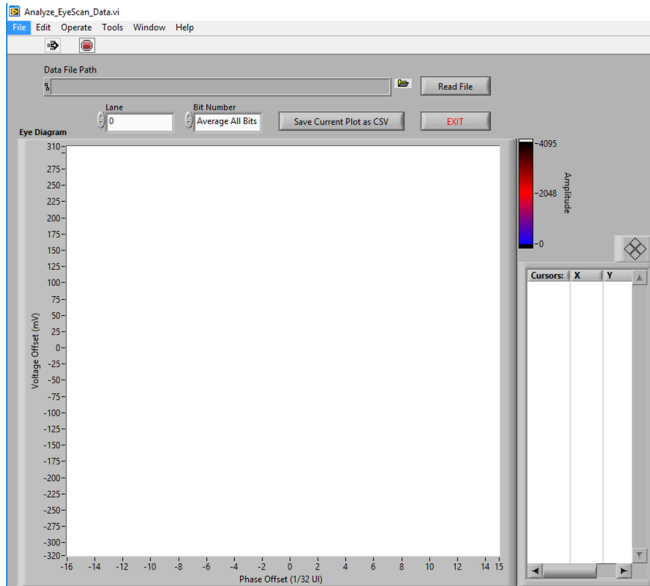 Analyze_EyeScan_Data.vi
File Edit Operate Tools Window Help
Data File Path
Read File
Lane
0
Bit Number
Average All Bits
Save Current Plot as CSV
EXIT
Eye Diagram
310
275
250
225
200
175
150
125
100
75
50
25
0
-25
-50
-75
-100
-125
-150
-175
-200
-225
-250
-275
-300
-320
Voltage Offset (mV)
-16 -14 -12 -10 -8 -6 -4 -2 0 2 4 6 8 10 12 14 15
Phase Offset (1/32 UI)
4095
2048
0
Amplitude
Cursors: X Y